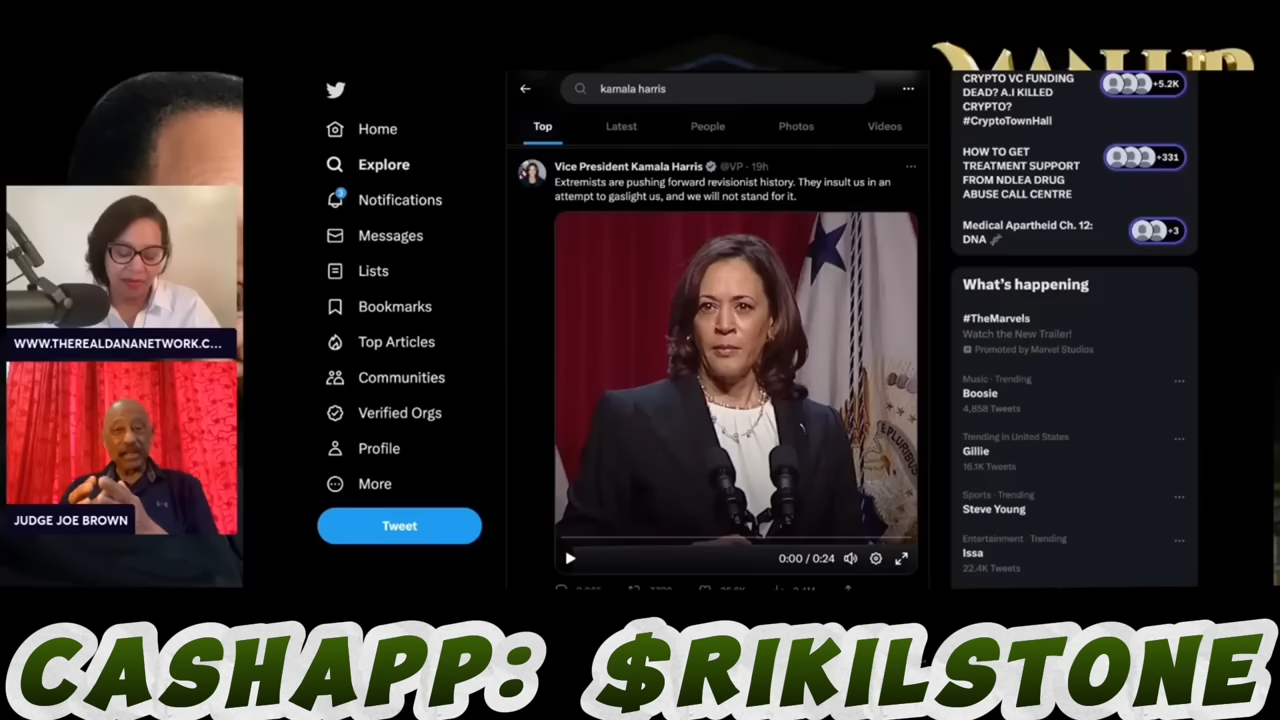 MAN UP
WWW.THEREALDANANETWORK.C...
JUDGE JOE BROWN
Home
Explore
3
Notifications
Messages
Lists
Bookmarks
Top Articles
Communities
Verified Orgs
Profile
More
Tweet
kamala harris
Top Latest People Photos Videos
Vice President Kamala Harris @VP · 19h
Extremists are pushing forward revisionist history. They insult us in an
attempt to gaslight us, and we will not stand for it.
E PLURIBUS
0:00 / 0:24
CRYPTO VC FUNDING
DEAD? A.I KILLED
CRYPTO?
#CryptoTownHall
+5.2K
HOW TO GET
TREATMENT SUPPORT
FROM NDLEA DRUG
ABUSE CALL CENTRE
+331
Medical Apartheid Ch. 12:
DNA 🧬
+3
What's happening
#TheMarvels
Watch the New Trailer!
Promoted by Marvel Studios
Music · Trending
Boosie
4,858 Tweets
Trending in United States
Gillie
16.1K Tweets
Sports · Trending
Steve Young
Entertainment · Trending
Issa
22.4K Tweets
CASHAPP: $RIKILSTONE